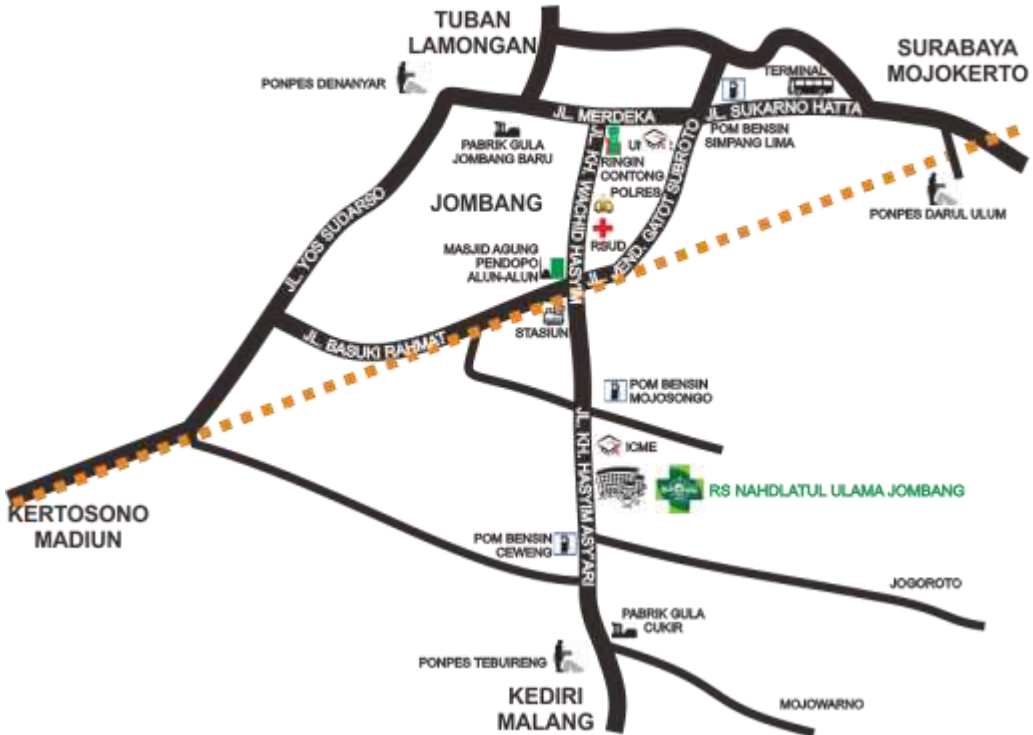 TUBAN
LAMONGAN
SURABAYA
MOJOKERTO
PONPES DENANYAR
TERMINAL
JL. MERDEKA
JL. SUKARNO HATTA
POM BENSIN
SIMPANG LIMA
PABRIK GULA
JOMBANG BARU
RINGIN
CONTONG
POLRES
JL. KH. WACHID HASYIM
JL. JEND. GATOT SUBROTO
JL. YOS SUDARSO
JOMBANG
PONPES DARUL ULUM
RSUD
MASJID AGUNG
PENDOPO
ALUN-ALUN
STASIUN
JL. BASUKI RAHMAT
POM BENSIN
MOJOSONGO
JL. KH. HASYIM ASY'ARI
ICME
RS NAHDLATUL ULAMA JOMBANG
KERTOSONO
MADIUN
POM BENSIN
CEWENG
JOGOROTO
PABRIK GULA
CUKIR
PONPES TEBUIRENG
KEDIRI
MALANG
MOJOWARNO